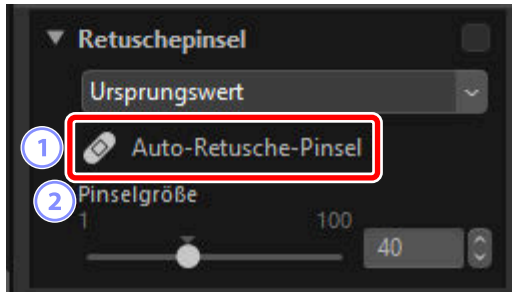 Retuschepinsel
Ursprungswert
1 Auto-Retusche-Pinsel
2 Pinselgröße
1 100
40